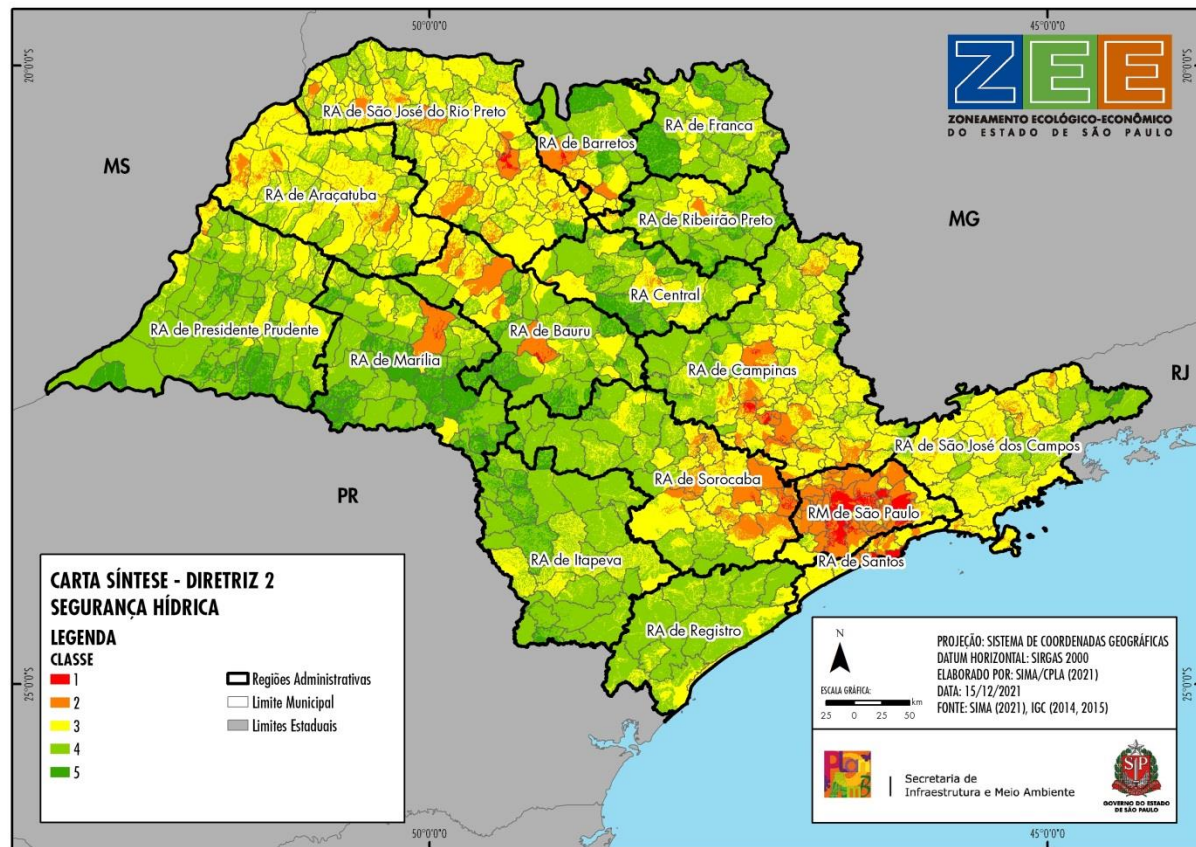 50°0'0"O
45°0'0"O
20°0'0"S
20°0'0"S
ZEE
ZONEAMENTO ECOLÓGICO-ECONÔMICO
DO ESTADO DE SÃO PAULO
RA de São José do Rio Preto
RA de Barretos
RA de Franca
MS
RA de Araçatuba
RA de Ribeirão Preto
MG
RA Central
RA de Presidente Prudente
RA de Bauru
RA de Marília
RA de Campinas
RJ
RA de São José dos Campos
RA de Sorocaba
PR
RM de São Paulo
RA de Itapeva
RA de Santos
RA de Registro
CARTA SÍNTESE - DIRETRIZ 2
SEGURANÇA HÍDRICA
LEGENDA
CLASSE
1
2
3
4
5
Regiões Administrativas
Limite Municipal
Limites Estaduais
N
ESCALA GRÁFICA:
km
25 0 25 50
PROJEÇÃO: SISTEMA DE COORDENADAS GEOGRÁFICAS
DATUM HORIZONTAL: SIRGAS 2000
ELABORADO POR: SIMA/CPLA (2021)
DATA: 15/12/2021
FONTE: SIMA (2021), IGC (2014, 2015)
Secretaria de
Infraestrutura e Meio Ambiente
SP
GOVERNO DO ESTADO
DE SÃO PAULO
25°0'0"S
25°0'0"S
50°0'0"O
45°0'0"O